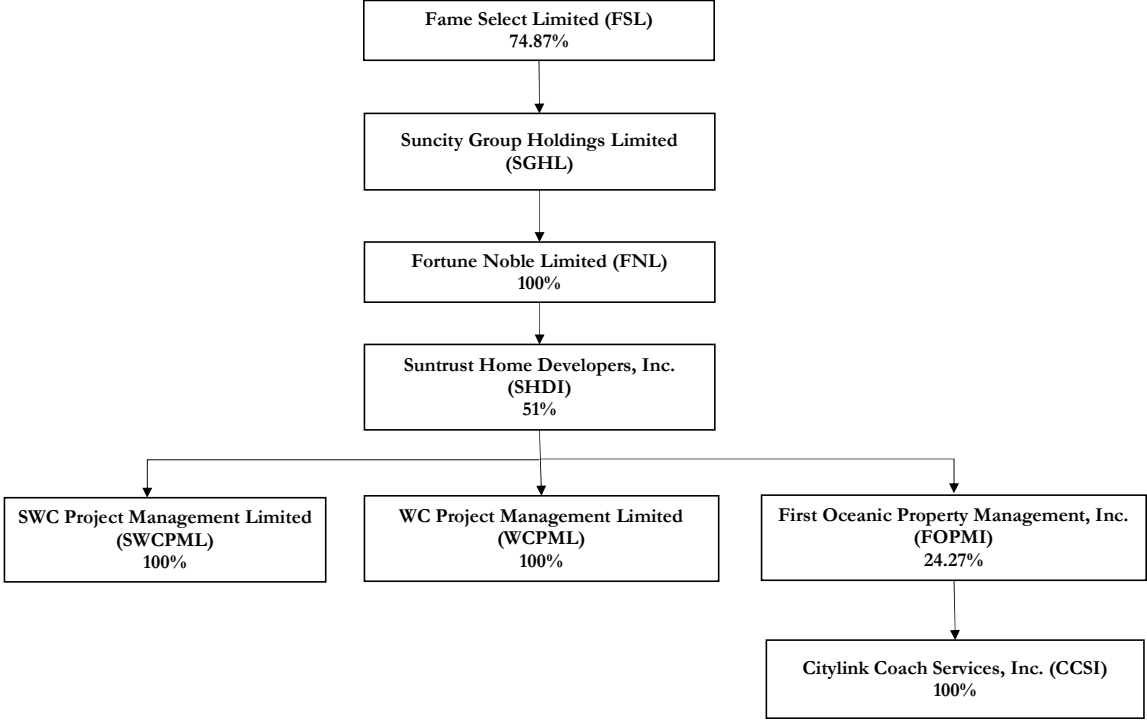 Fame Select Limited (FSL)
74.87%
Suncity Group Holdings Limited
(SGHL)
Fortune Noble Limited (FNL)
100%
Suntrust Home Developers, Inc.
(SHDI)
51%
SWC Project Management Limited
(SWCPML)
100%
WC Project Management Limited
(WCPML)
100%
First Oceanic Property Management, Inc.
(FOPMI)
24.27%
Citylink Coach Services, Inc. (CCSI)
100%